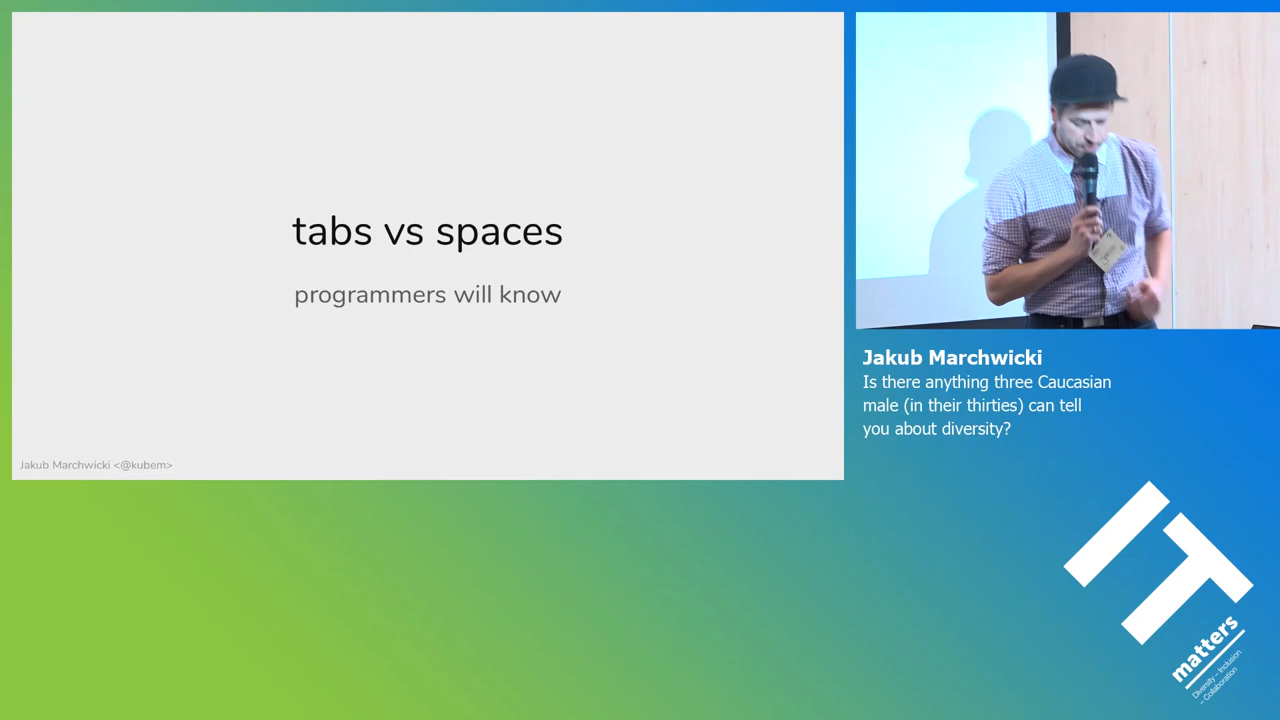 tabs vs spaces
programmers will know
Jakub Marchwicki <@kubem>
Jakub Marchwicki
Is there anything three Caucasian
male (in their thirties) can tell
you about diversity?
IT
matters
Diversity – Inclusion
– Collaboration